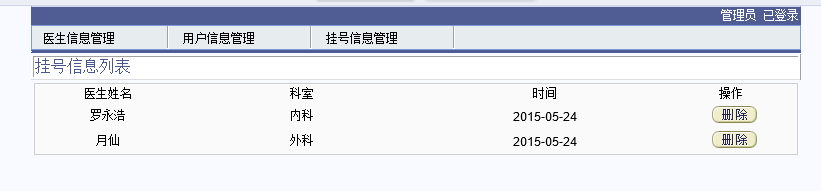 管理员 已登录
医生信息管理 用户信息管理 挂号信息管理
挂号信息列表
医生姓名 科室 时间 操作
罗永浩 内科 2015-05-24 删除
月仙 外科 2015-05-24 删除